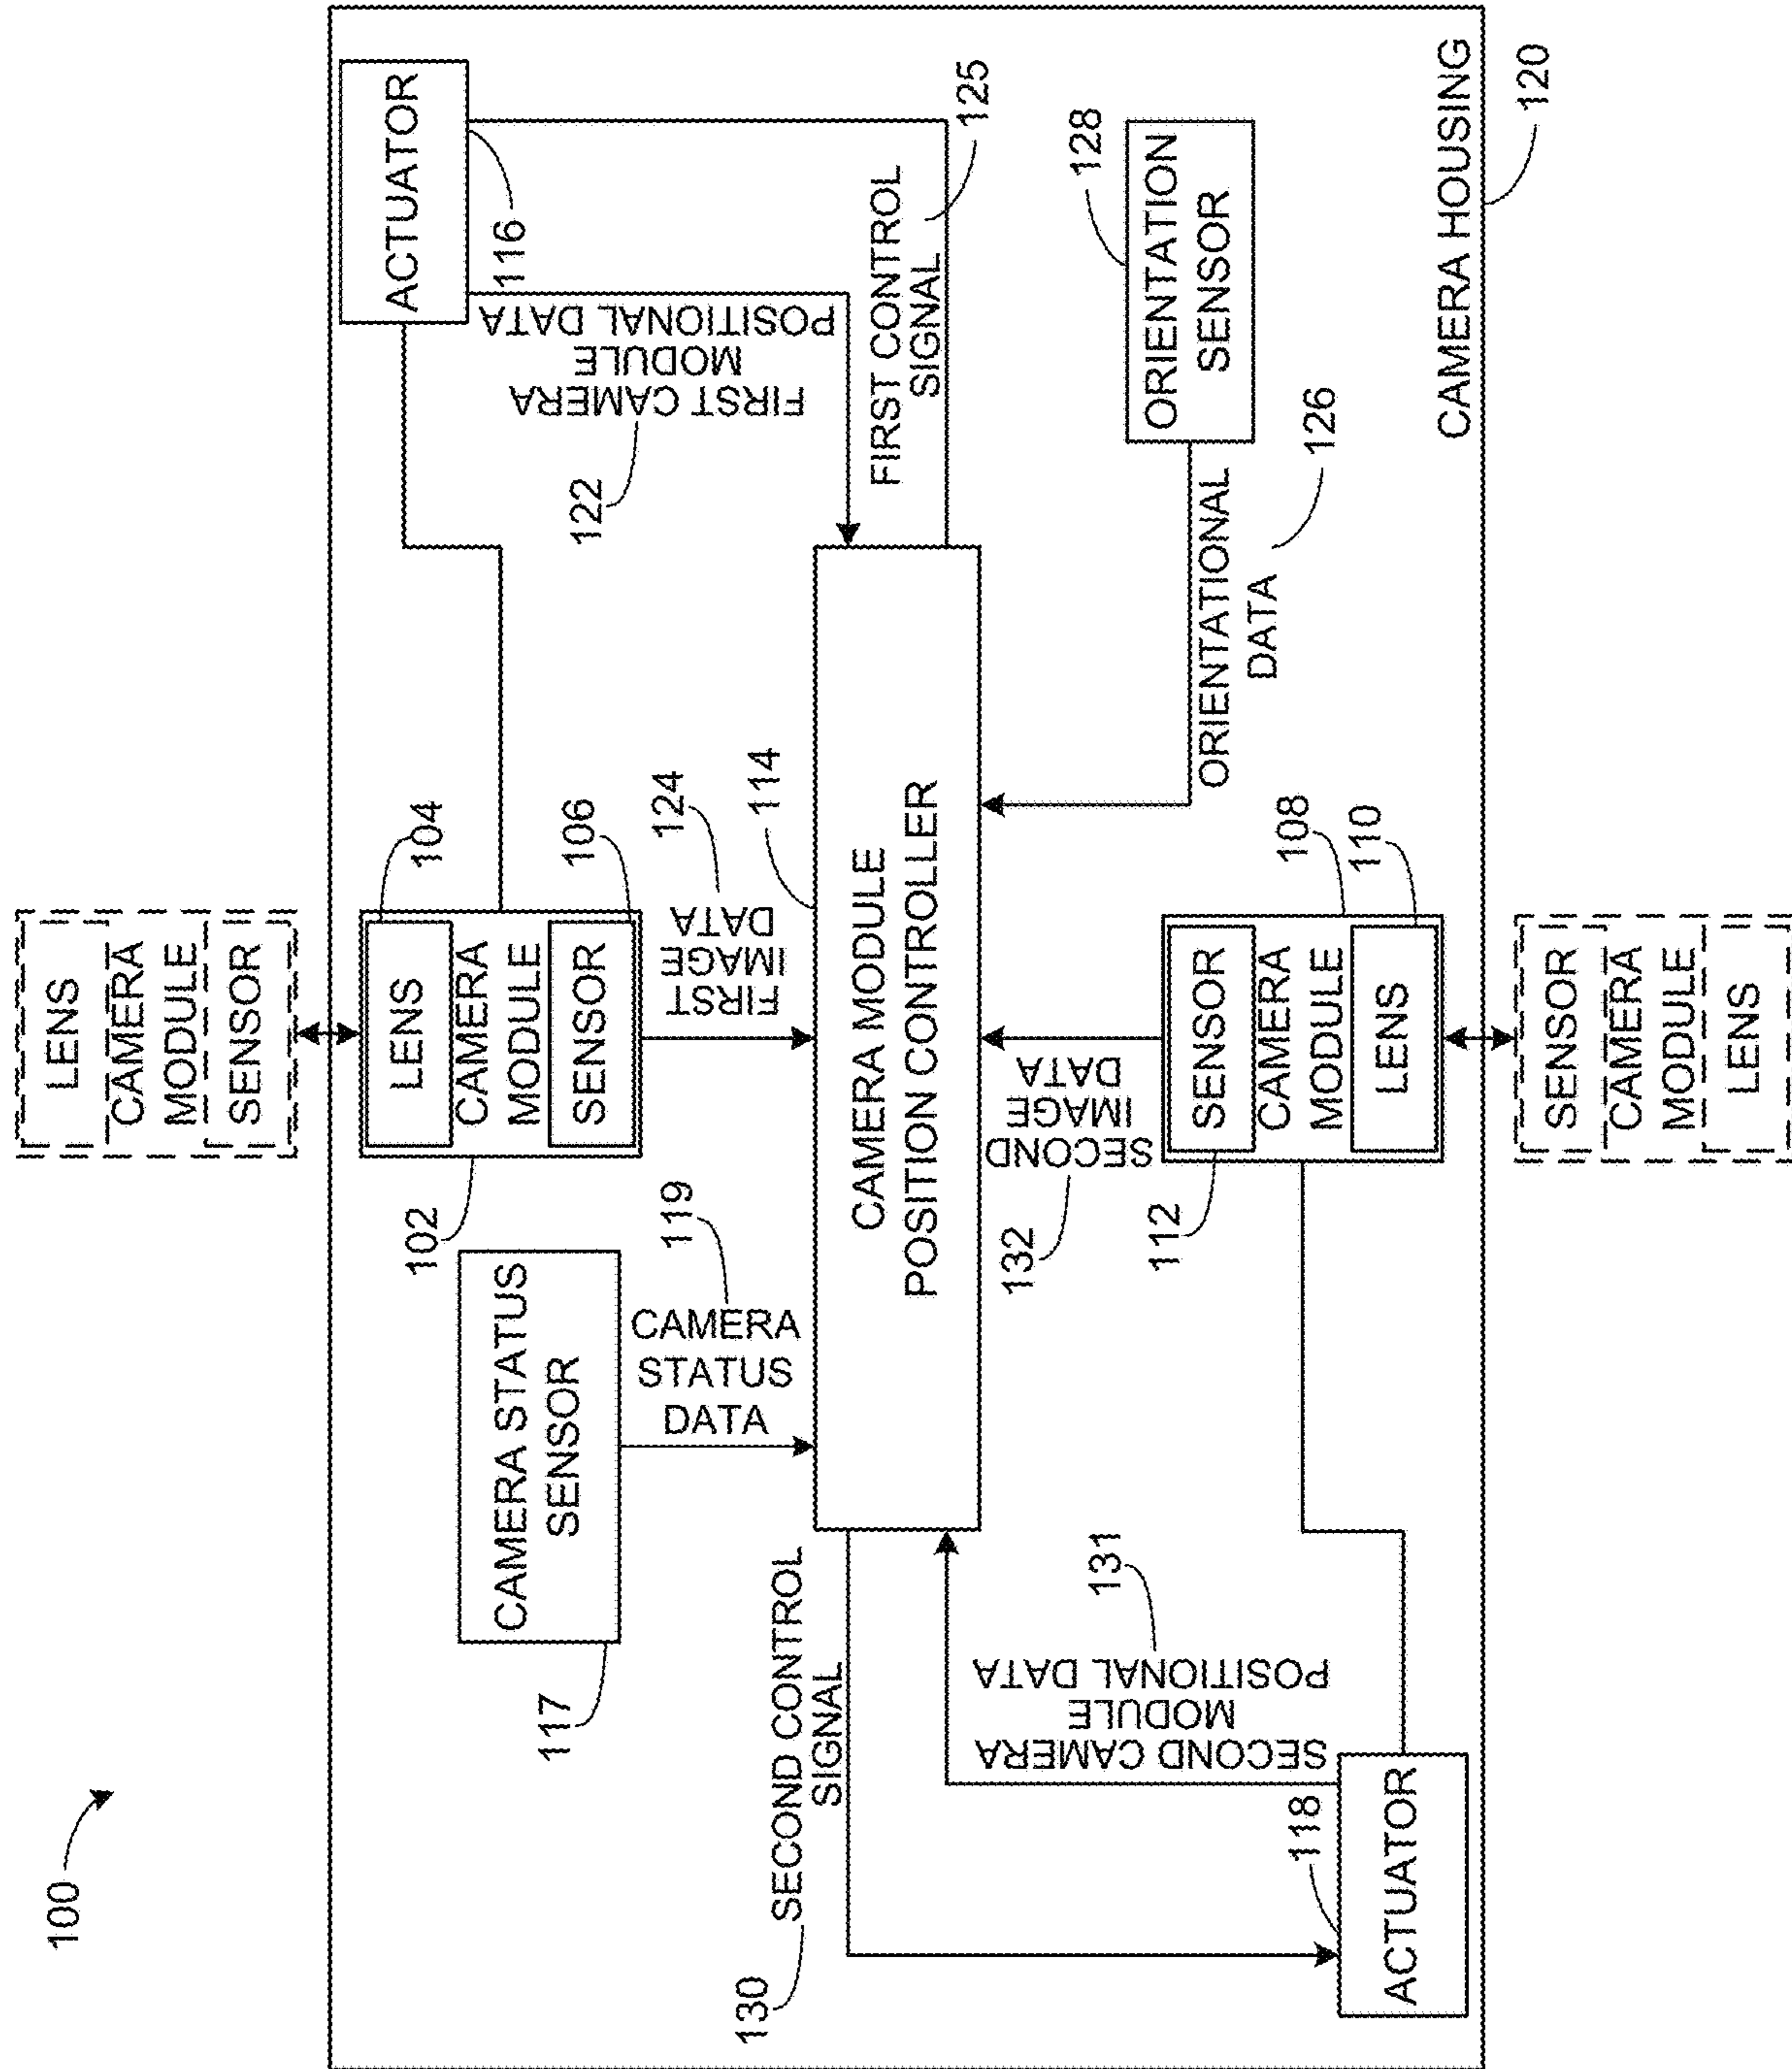 100
LENS
CAMERA
MODULE
SENSOR
LENS
CAMERA
MODULE
SENSOR
102
104
106
CAMERA STATUS
SENSOR
117
119
CAMERA
STATUS
DATA
FIRST
IMAGE
DATA
124
114
ACTUATOR
116
FIRST CAMERA
MODULE
POSITIONAL DATA
122
FIRST CONTROL
SIGNAL
125
CAMERA MODULE
POSITION CONTROLLER
130
SECOND CONTROL
SIGNAL
SECOND CAMERA
MODULE
POSITIONAL DATA
131
SECOND
IMAGE
DATA
132
ORIENTATION
SENSOR
128
ORIENTATIONAL
DATA
126
SENSOR
CAMERA
MODULE
LENS
112
108
110
ACTUATOR
118
CAMERA HOUSING
120
SENSOR
CAMERA
MODULE
LENS